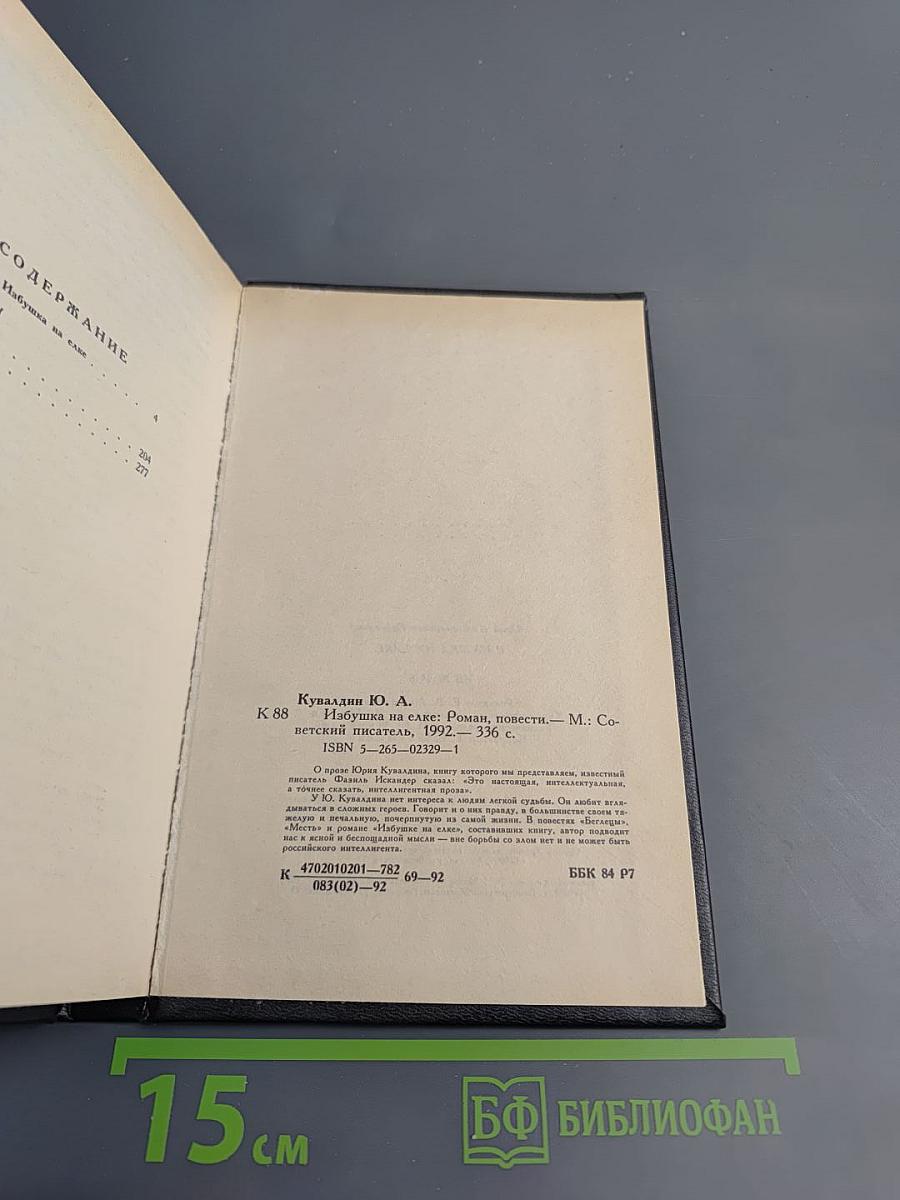 СОДЕРЖАНИЕ
Избушка на елке . . . . . . 4
204
277
Кувалдин Ю. А.
К 88 Избушка на елке: Роман, повести.— М.: Со-
ветский писатель, 1992.— 336 с.
ISBN 5—265—02329—1
О прозе Юрия Кувалдина, книгу которого мы представляем, известный
писатель Фазиль Искандер сказал: «Это настоящая, интеллектуальная,
а точнее сказать, интеллигентная проза».
У Ю. Кувалдина нет интереса к людям легкой судьбы. Он любит вгля-
дываться в сложных героев. Говорит и о них правду, в большинстве своем тя-
желую и печальную, почерпнутую из самой жизни. В повестях «Беглецы»,
«Месть» и романе «Избушке на елке», составивших книгу, автор подводит
нас к ясной и беспощадной мысли — вне борьбы со злом нет и не может быть
российского интеллигента.
К 4702010201—782 69—92 ББК 84 Р7
083(02)—92
15 см
БФ БИБЛИОФАН